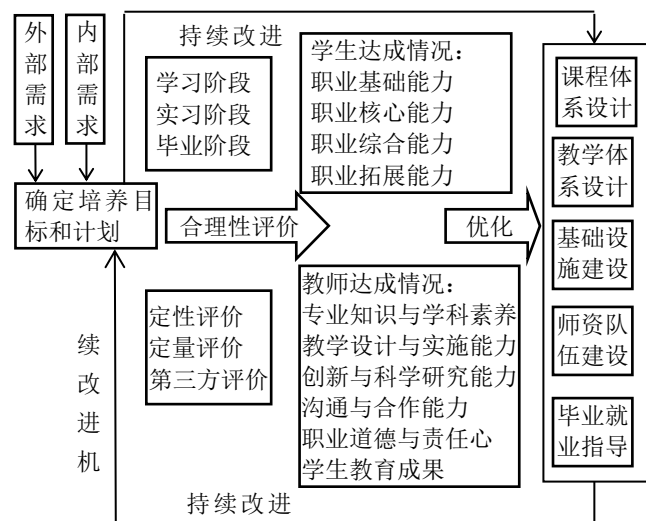 外部需求
内部需求
持续改进
学习阶段
实习阶段
毕业阶段
学生达成情况：
职业基础能力
职业核心能力
职业综合能力
职业拓展能力
课程体
系设计
教学体
系设计
基础设
施建设
师资队
伍建设
毕业就
业指导
确定培养目
标和计划
合理性评价
优化
定性评价
定量评价
第三方评价
教师达成情况：
专业知识与学科素养
教学设计与实施能力
创新与科学研究能力
沟通与合作能力
职业道德与责任心
学生教育成果
续改进机
持续改进